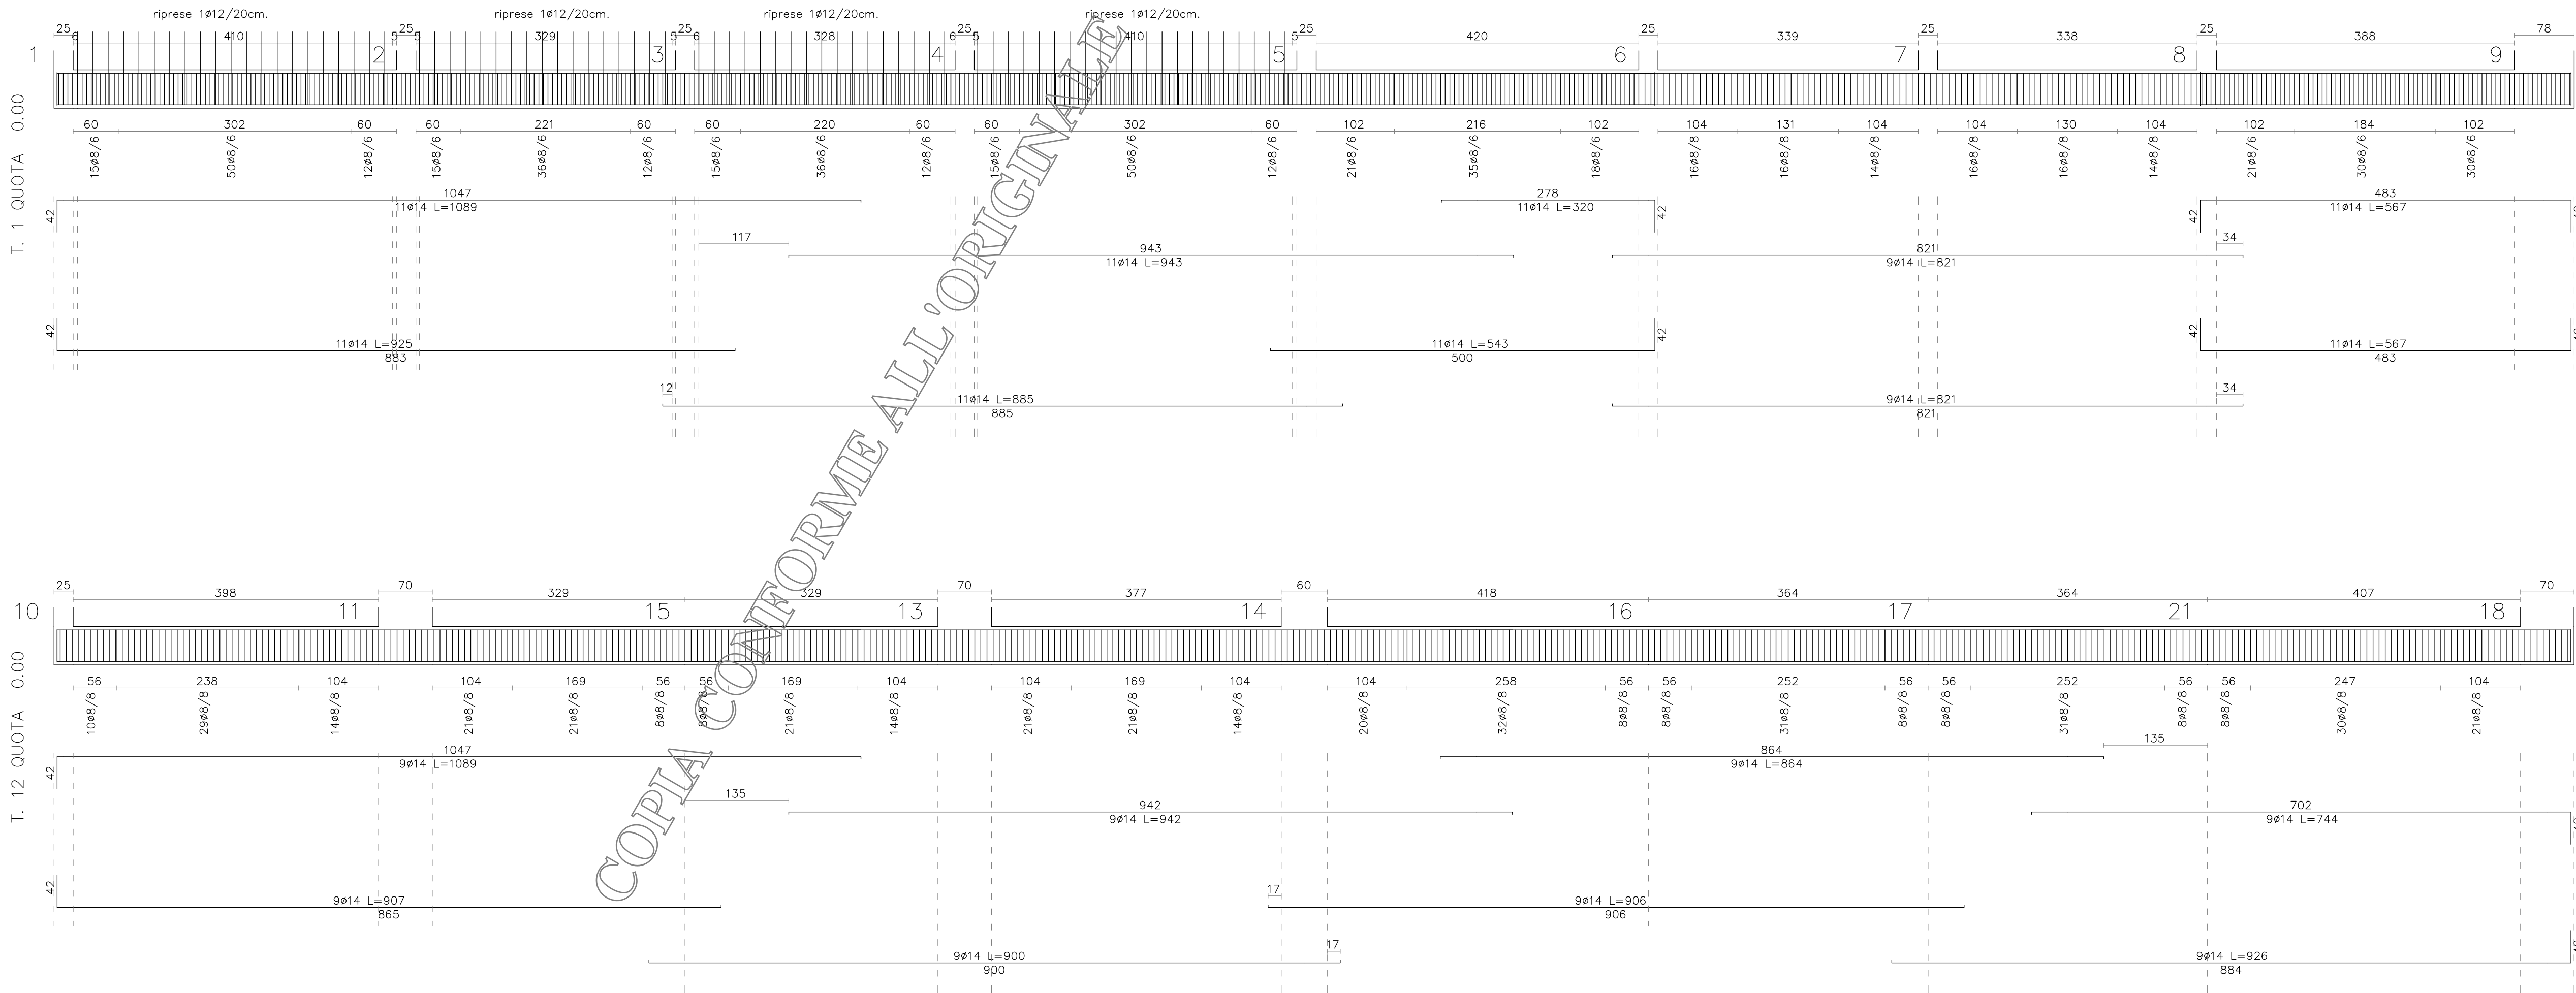 riprese 1ø12/20cm. riprese 1ø12/20cm. riprese 1ø12/20cm. riprese 1ø12/20cm.
25 6 410 5 25 5 329 5 25 6 328 6 25 5 410 5 25 420 25 339 25 338 25 388 78
1 2 3 4 5 6 7 8 9
T. 1 QUOTA 0.00
60 302 60 60 221 60 60 220 60 60 302 60 102 216 102 104 131 104 104 130 104 102 184 102
15ø8/6 50ø8/6 12ø8/6 15ø8/6 36ø8/6 12ø8/6 15ø8/6 36ø8/6 12ø8/6 15ø8/6 50ø8/6 12ø8/6 21ø8/6 35ø8/6 18ø8/6 16ø8/8 16ø8/8 14ø8/8 16ø8/8 16ø8/8 14ø8/8 21ø8/6 30ø8/6 30ø8/6
1047 278 483
42 11ø14 L=1089 11ø14 L=320 42 42 11ø14 L=567
117 34
943 821
11ø14 L=943 9ø14 L=821
42 11ø14 L=925 11ø14 L=543 42 42 11ø14 L=567
883 500 483
12 34
11ø14 L=885 9ø14 L=821
885 821
25 398 70 329 329 70 377 60 418 364 364 407 70
10 11 15 13 14 16 17 21 18
T. 12 QUOTA 0.00
56 238 104 104 169 56 56 169 104 104 169 104 104 258 56 56 252 56 56 252 56 56 247 104
10ø8/8 29ø8/8 14ø8/8 21ø8/8 21ø8/8 8ø8/8 8ø8/8 21ø8/8 14ø8/8 21ø8/8 21ø8/8 14ø8/8 20ø8/8 32ø8/8 8ø8/8 8ø8/8 31ø8/8 8ø8/8 8ø8/8 31ø8/8 8ø8/8 8ø8/8 30ø8/8 21ø8/8
1047 864 135
42 9ø14 L=1089 9ø14 L=864
135
942 702
9ø14 L=942 9ø14 L=744
17
42 9ø14 L=907 9ø14 L=906
865 906
17
9ø14 L=900 9ø14 L=926
900 884
COPIA CONFORME ALL'ORIGINALE